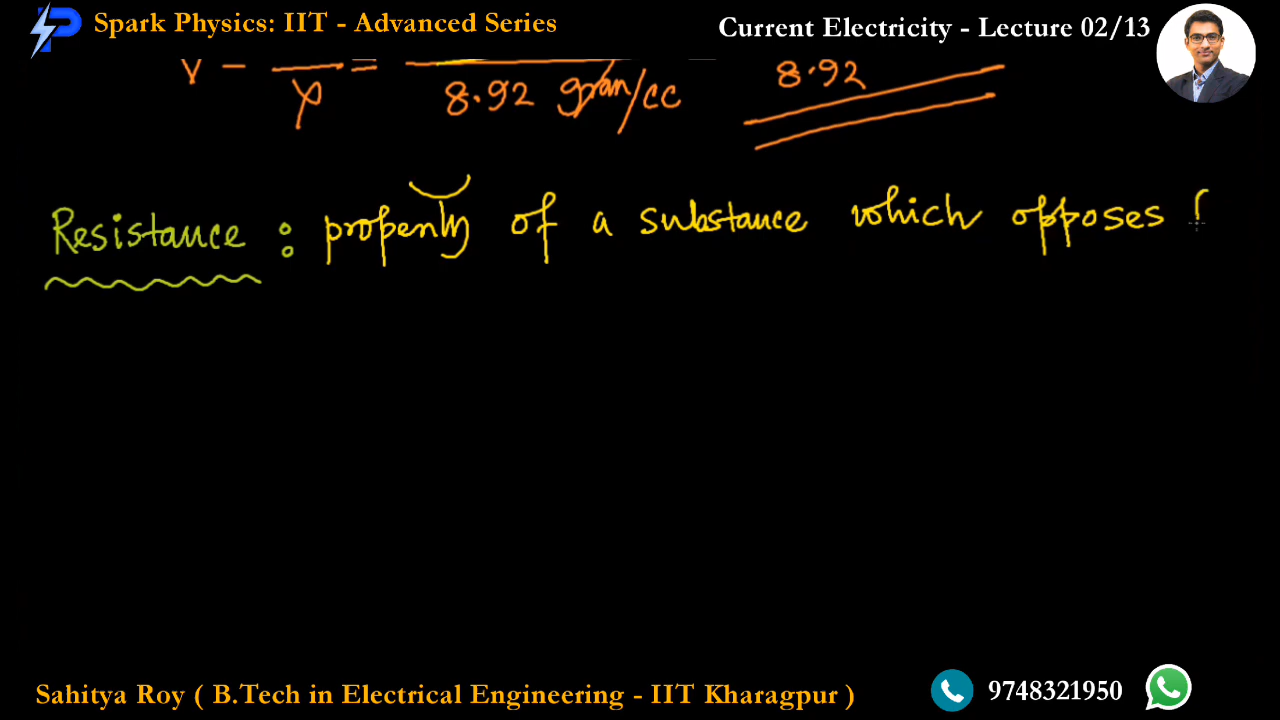 Spark Physics: IIT - Advanced Series
Current Electricity - Lecture 02/13
8.92 gram/cc
8.92
Resistance : property of a substance which opposes
Sahitya Roy ( B.Tech in Electrical Engineering - IIT Kharagpur )
9748321950